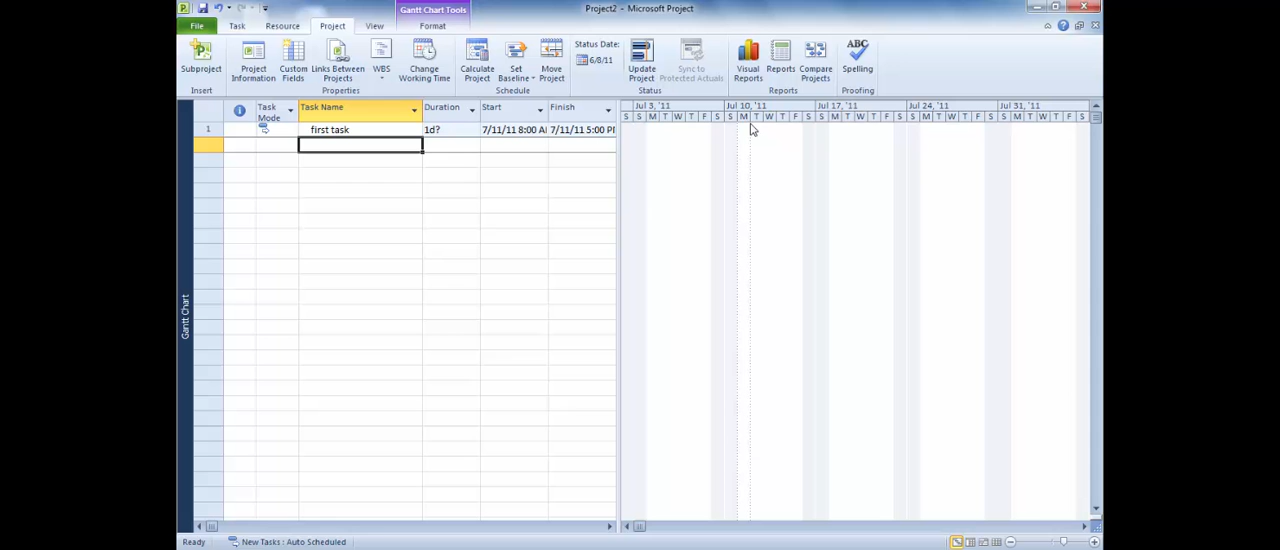 Gantt Chart Tools
Project2 - Microsoft Project
File Task Resource Project View Format
Subproject
Project Information
Custom Fields
Links Between Projects
WBS
Change Working Time
Calculate Project
Set Baseline
Move Project
Status Date:
6/8/11
Update Project
Sync to Protected Actuals
Visual Reports
Reports
Compare Projects
ABC
Spelling
Insert Properties Schedule Status Reports Proofing
Task Mode Task Name Duration Start Finish
Jul 3, '11 Jul 10, '11 Jul 17, '11 Jul 24, '11 Jul 31, '11
S S M T W T F S S M T W T F S S M T W T F S S M T W T F S S M T W T F S
1 first task 1d? 7/11/11 8:00 AM 7/11/11 5:00 PM
Gantt Chart
Ready New Tasks : Auto Scheduled